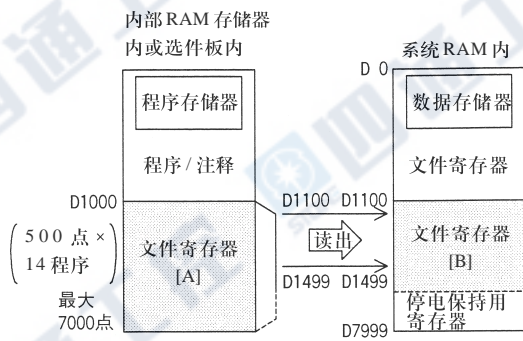 内部RAM存储器
内或选件板内
系统RAM内
D 0
程序存储器
数据存储器
程序/注释
文件寄存器
D1000
D1100 D1100
500 点×
14 程序
文件寄存器
[A]
读出
文件寄存器
[B]
D1499 D1499
最大
7000点
停电保持用
寄存器
D7999